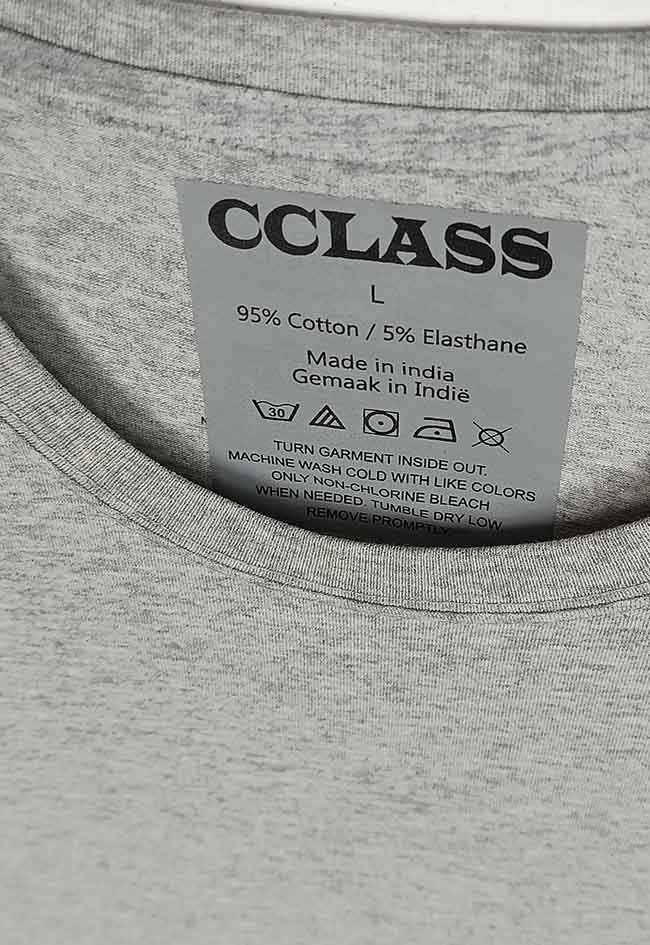 CCLASS
L
95% Cotton / 5% Elasthane
Made in india
Gemaak in Indië
30
TURN GARMENT INSIDE OUT.
MACHINE WASH COLD WITH LIKE COLORS
ONLY NON-CHLORINE BLEACH
WHEN NEEDED. TUMBLE DRY LOW.
REMOVE PROMPTLY